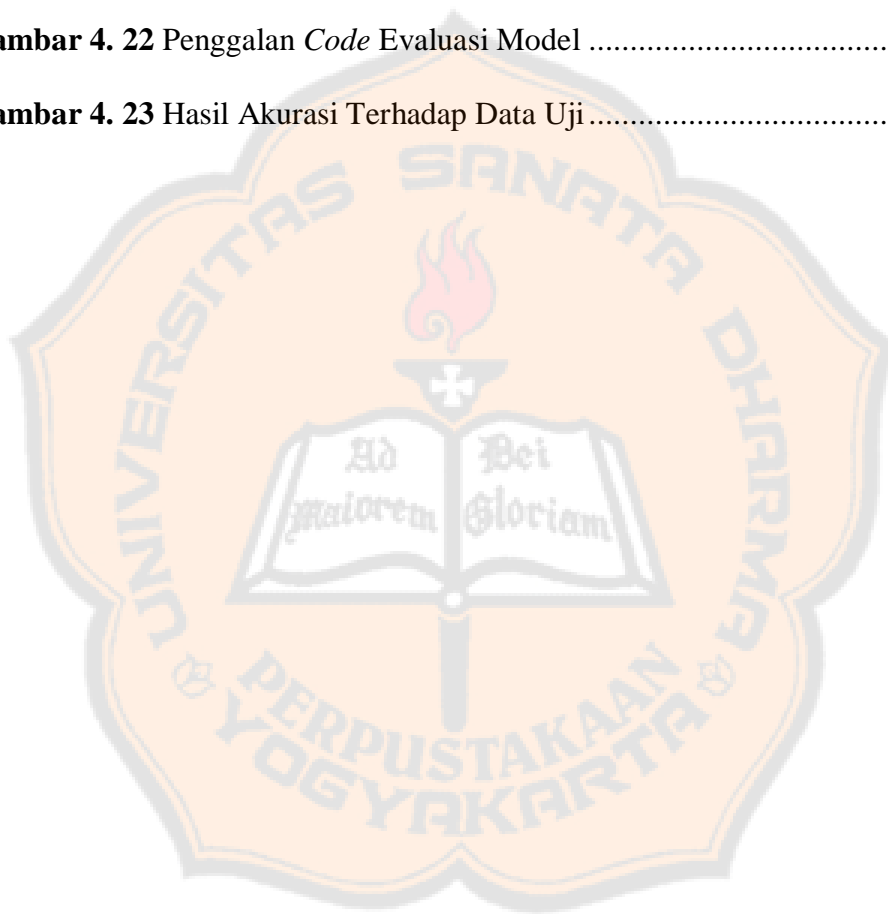 ambar 4. 22 Penggalan Code Evaluasi Model ....................................
ambar 4. 23 Hasil Akurasi Terhadap Data Uji ....................................
UNIVERSITAS SANATA DHARMA
Ad
Maiorem
Dei
Gloriam
PERPUSTAKAAN
YOGYAKARTA